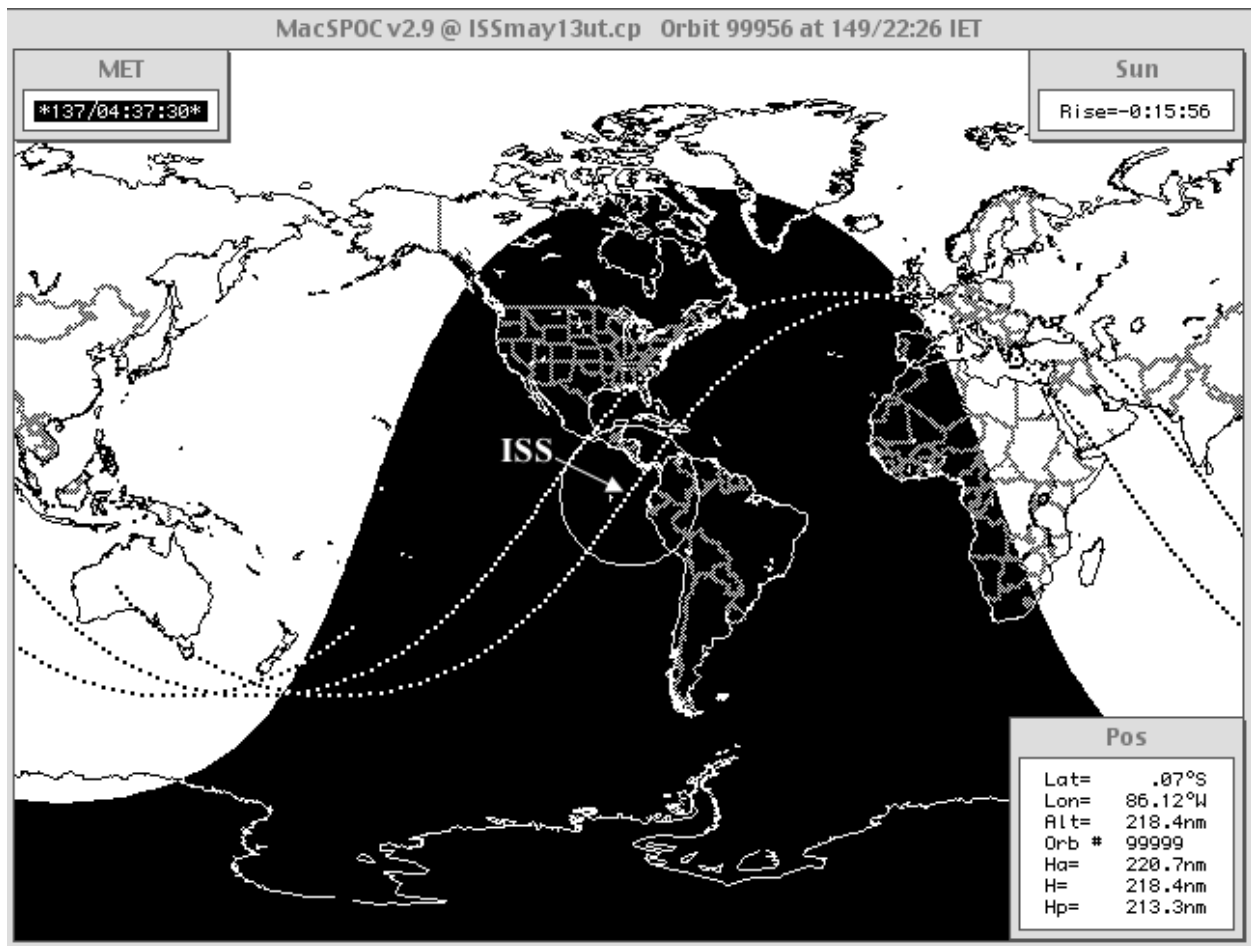 MacSPOC v2.9 @ ISSmay13ut.cp Orbit 99956 at 149/22:26 IET
MET
*137/04:37:30*
Sun
Rise=-0:15:56
ISS
Pos
Lat= .07°S
Lon= 86.12°W
Alt= 218.4nm
Orb # 99999
Ha= 220.7nm
H= 218.4nm
Hp= 213.3nm